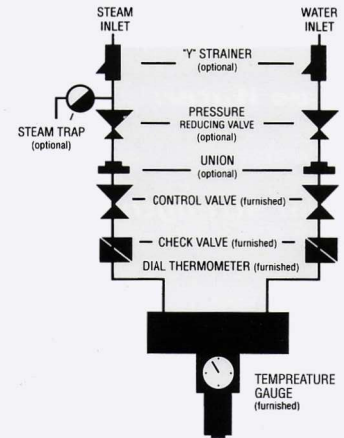 STEAM
INLET
WATER
INLET
"Y" STRAINER
(optional)
STEAM TRAP
(optional)
PRESSURE
REDUCING VALVE
(optional)
UNION
(optional)
CONTROL VALVE (furnished)
CHECK VALVE (furnished)
DIAL THERMOMETER (furnished)
TEMPREATURE
GAUGE
(furnished)